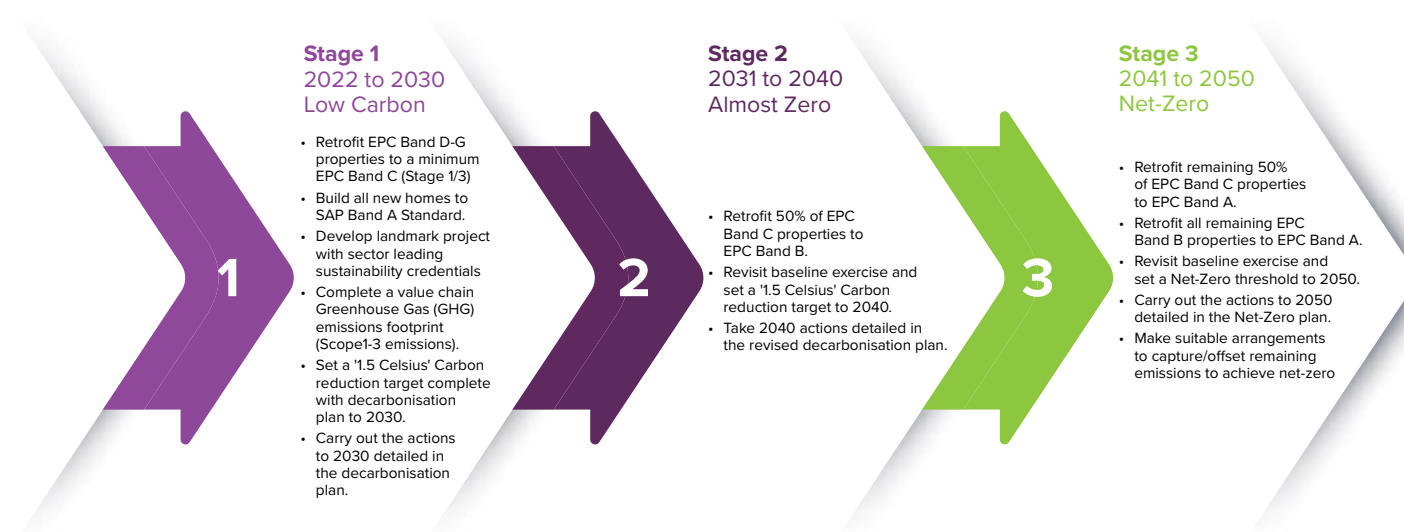 Stage 1
2022 to 2030
Low Carbon
• Retrofit EPC Band D-G
properties to a minimum
EPC Band C (Stage 1/3)
• Build all new homes to
SAP Band A Standard.
• Develop landmark project
with sector leading
sustainability credentials
• Complete a value chain
Greenhouse Gas (GHG)
emissions footprint
(Scope1-3 emissions).
• Set a '1.5 Celsius' Carbon
reduction target complete
with decarbonisation
plan to 2030.
• Carry out the actions
to 2030 detailed in
the decarbonisation
plan.
1
Stage 2
2031 to 2040
Almost Zero
• Retrofit 50% of EPC
Band C properties to
EPC Band B.
• Revisit baseline exercise and
set a '1.5 Celsius' Carbon
reduction target to 2040.
• Take 2040 actions detailed in
the revised decarbonisation plan.
2
Stage 3
2041 to 2050
Net-Zero
• Retrofit remaining 50%
of EPC Band C properties
to EPC Band A.
• Retrofit all remaining EPC
Band B properties to EPC Band A.
• Revisit baseline exercise and
set a Net-Zero threshold to 2050.
• Carry out the actions to 2050
detailed in the Net-Zero plan.
• Make suitable arrangements
to capture/offset remaining
emissions to achieve net-zero
3